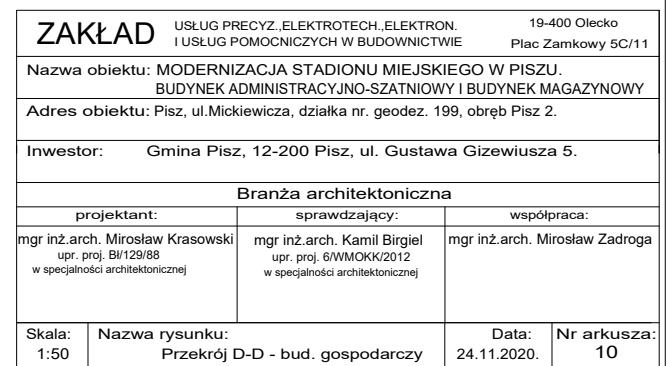 ZAKŁAD USŁUG PRECYZ.,ELEKTROTECH.,ELEKTRON. 19-400 Olecko
I USŁUG POMOCNICZYCH W BUDOWNICTWIE Plac Zamkowy 5C/11
Nazwa obiektu: MODERNIZACJA STADIONU MIEJSKIEGO W PISZU.
BUDYNEK ADMINISTRACYJNO-SZATNIOWY I BUDYNEK MAGAZYNOWY
Adres obiektu: Pisz, ul.Mickiewicza, działka nr. geodez. 199, obręb Pisz 2.
Inwestor: Gmina Pisz, 12-200 Pisz, ul. Gustawa Gizewiusza 5.
Branża architektoniczna
projektant: sprawdzający: współpraca:
mgr inż.arch. Mirosław Krasowski mgr inż.arch. Kamil Birgiel mgr inż.arch. Mirosław Zadroga
upr. proj. Bł/129/88 upr. proj. 6/WMOKK/2012
w specjalności architektonicznej w specjalności architektonicznej
Skala: Nazwa rysunku: Data: Nr arkusza:
1:50 Przekrój D-D - bud. gospodarczy 24.11.2020. 10